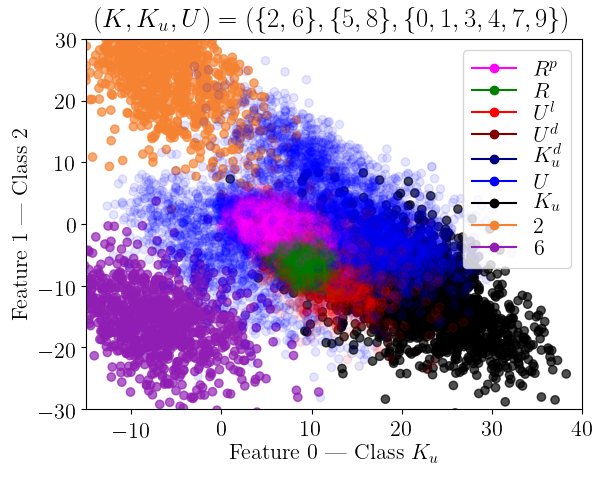 (K, K_u, U) = ({2, 6}, {5, 8}, {0, 1, 3, 4, 7, 9})
30
20
10
0
−10
−20
−30
Feature 1 — Class 2
R^p
R
U^l
U^d
K_u^d
U
K_u
2
6
−10
0
10
20
30
40
Feature 0 — Class K_u